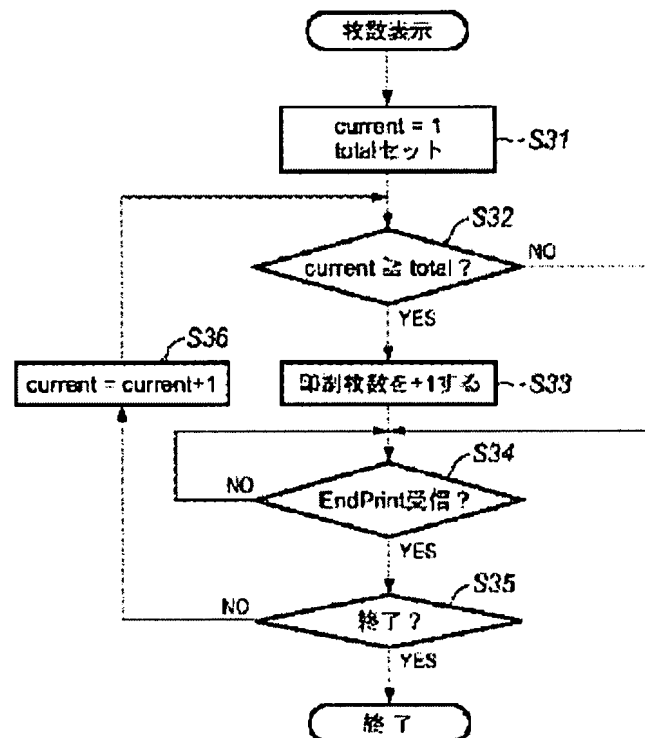 枚数表示
current = 1
totalセット
S31
S32
current ≧ total ?
NO
YES
S36
current = current+1
印刷枚数を+1する
S33
S34
NO
EndPrint受信?
YES
S35
NO
終了?
YES
終了